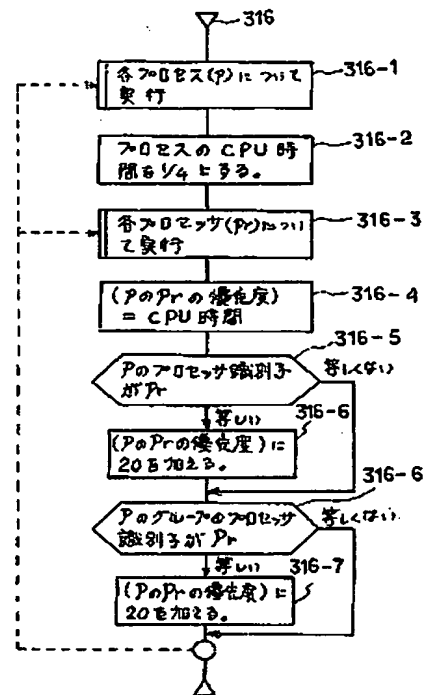 316
各プロセス(P)について
実行
316-1
316-2
プロセスのCPU時
間を1/4にする。
各プロセッサ(Pr)につい
て実行
316-3
(PのPrの優先度)
=CPU時間
316-4
316-5
Pのプロセッサ識別子
がPr
等しくない
等しい
316-6
(PのPrの優先度)に
20を加える。
316-6
Pのグループのプロセッサ
識別子がPr
等しくない
等しい
316-7
(PのPrの優先度)に
20を加える。